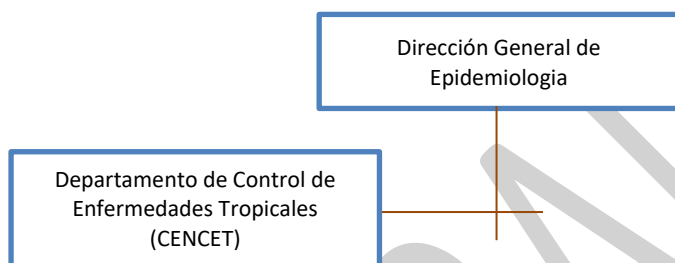 Dirección General de
Epidemiologia
Departamento de Control de
Enfermedades Tropicales
(CENCET)